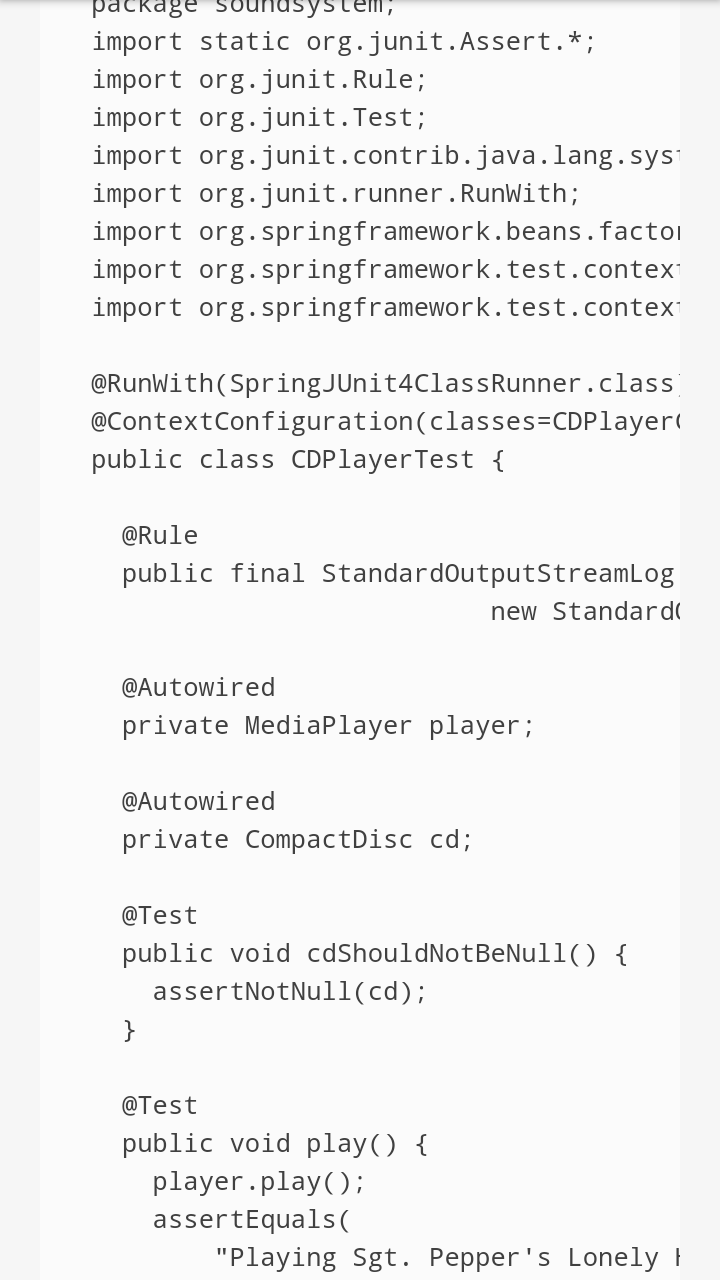 package soundsystem;
import static org.junit.Assert.*;
import org.junit.Rule;
import org.junit.Test;
import org.junit.contrib.java.lang.syst
import org.junit.runner.RunWith;
import org.springframework.beans.factor
import org.springframework.test.context
import org.springframework.test.context
@RunWith(SpringJUnit4ClassRunner.class)
@ContextConfiguration(classes=CDPlayerC
public class CDPlayerTest {
@Rule
public final StandardOutputStreamLog
new StandardO
@Autowired
private MediaPlayer player;
@Autowired
private CompactDisc cd;
@Test
public void cdShouldNotBeNull() {
assertNotNull(cd);
}
@Test
public void play() {
player.play();
assertEquals(
"Playing Sgt. Pepper's Lonely H